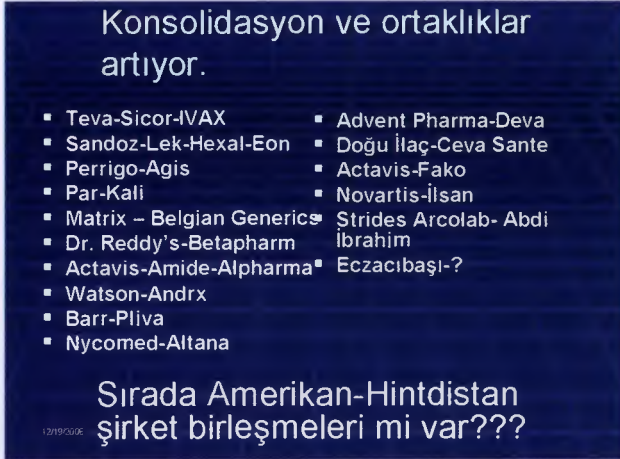 Konsolidasyon ve ortaklıklar
artıyor.
▪ Teva-Sicor-IVAX
▪ Sandoz-Lek-Hexal-Eon
▪ Perrigo-Agis
▪ Par-Kali
▪ Matrix – Belgian Generics
▪ Dr. Reddy's-Betapharm
▪ Actavis-Amide-Alpharma
▪ Watson-Andrx
▪ Barr-Pliva
▪ Nycomed-Altana
▪ Advent Pharma-Deva
▪ Doğu İlaç-Ceva Sante
▪ Actavis-Fako
▪ Novartis-İlsan
▪ Strides Arcolab- Abdi
İbrahim
▪ Eczacıbaşı-?
Sırada Amerikan-Hintdistan
şirket birleşmeleri mi var???